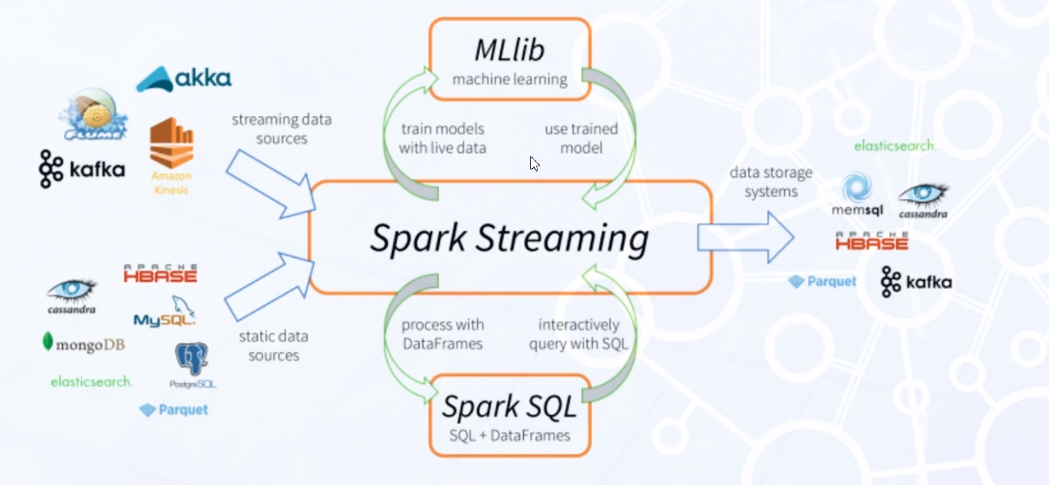 MLlib
machine learning
akka
FLUME
kafka
Amazon
Kinesis
streaming data
sources
train models
with live data
use trained
model
Spark Streaming
data storage
systems
elasticsearch.
memsql
cassandra
APACHE
HBASE
Parquet
kafka
APACHE
HBASE
cassandra
MySQL
mongoDB
PostgreSQL
elasticsearch.
Parquet
static data
sources
process with
DataFrames
interactively
query with SQL
Spark SQL
SQL + DataFrames